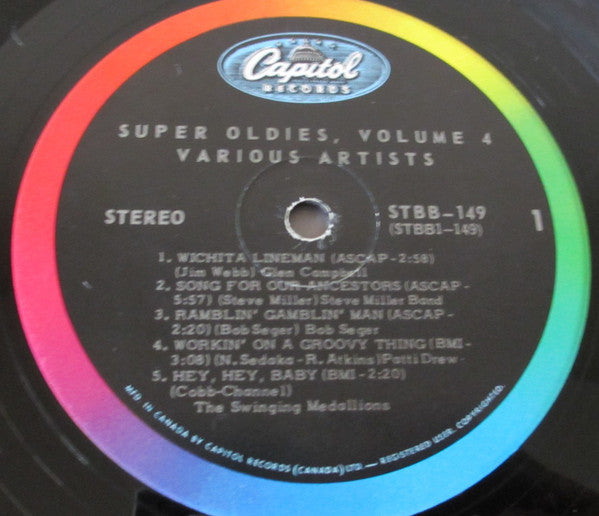 Capitol
RECORDS
SUPER OLDIES, VOLUME 4
VARIOUS ARTISTS
STEREO
STBB-149
(STBB1-149)
1
1. WICHITA LINEMAN (ASCAP-2:58)
(Jim Webb) Glen Campbell
2. SONG FOR OUR ANCESTORS (ASCAP-
5:57) (Steve Miller) Steve Miller Band
3. RAMBLIN' GAMBLIN' MAN (ASCAP-
2:20) (Bob Seger) Bob Seger
4. WORKIN' ON A GROOVY THING (BMI-
3:08) (N. Sedaka-R. Atkins) Patti Drew
5. HEY, HEY, BABY (BMI-2:20)
(Cobb-Channel)
The Swinging Medallions
MFD. IN CANADA BY CAPITOL RECORDS (CANADA) LTD. — REGISTERED USER. COPYRIGHTED.